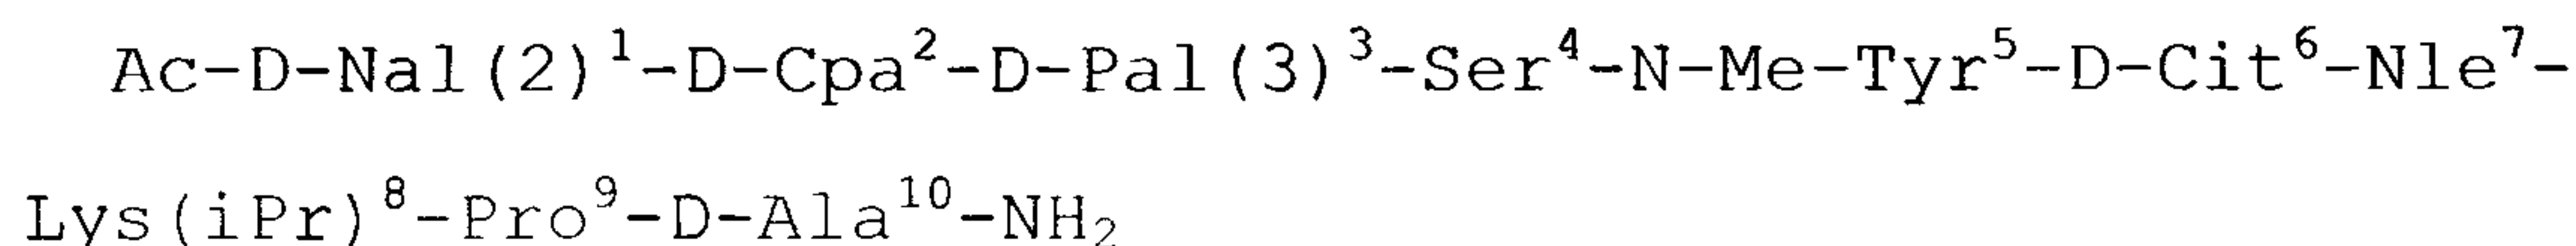 Ac-D-Nal(2)¹-D-Cpa²-D-Pal(3)³-Ser⁴-N-Me-Tyr⁵-D-Cit⁶-Nle⁷-
Lys(iPr)⁸-Pro⁹-D-Ala¹⁰-NH₂